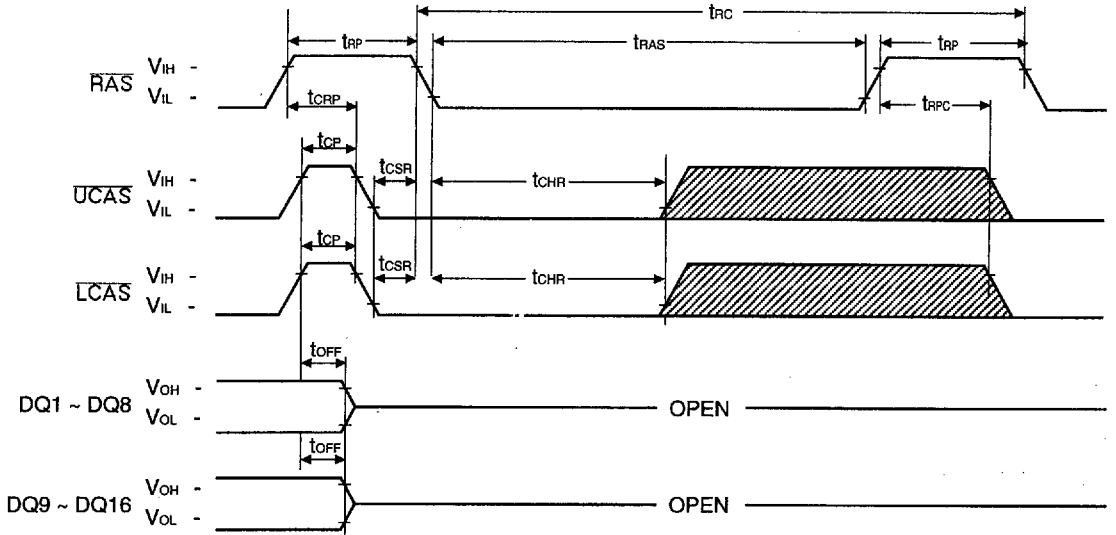 tRC
tRP tRAS tRP
RAS VIH -
VIL -
tCRP tRPC
tCP tCSR tCHR
UCAS VIH -
VIL -
tCP tCSR tCHR
LCAS VIH -
VIL -
tOFF
DQ1 ~ DQ8 VOH -
VOL -
OPEN
tOFF
DQ9 ~ DQ16 VOH -
VOL -
OPEN